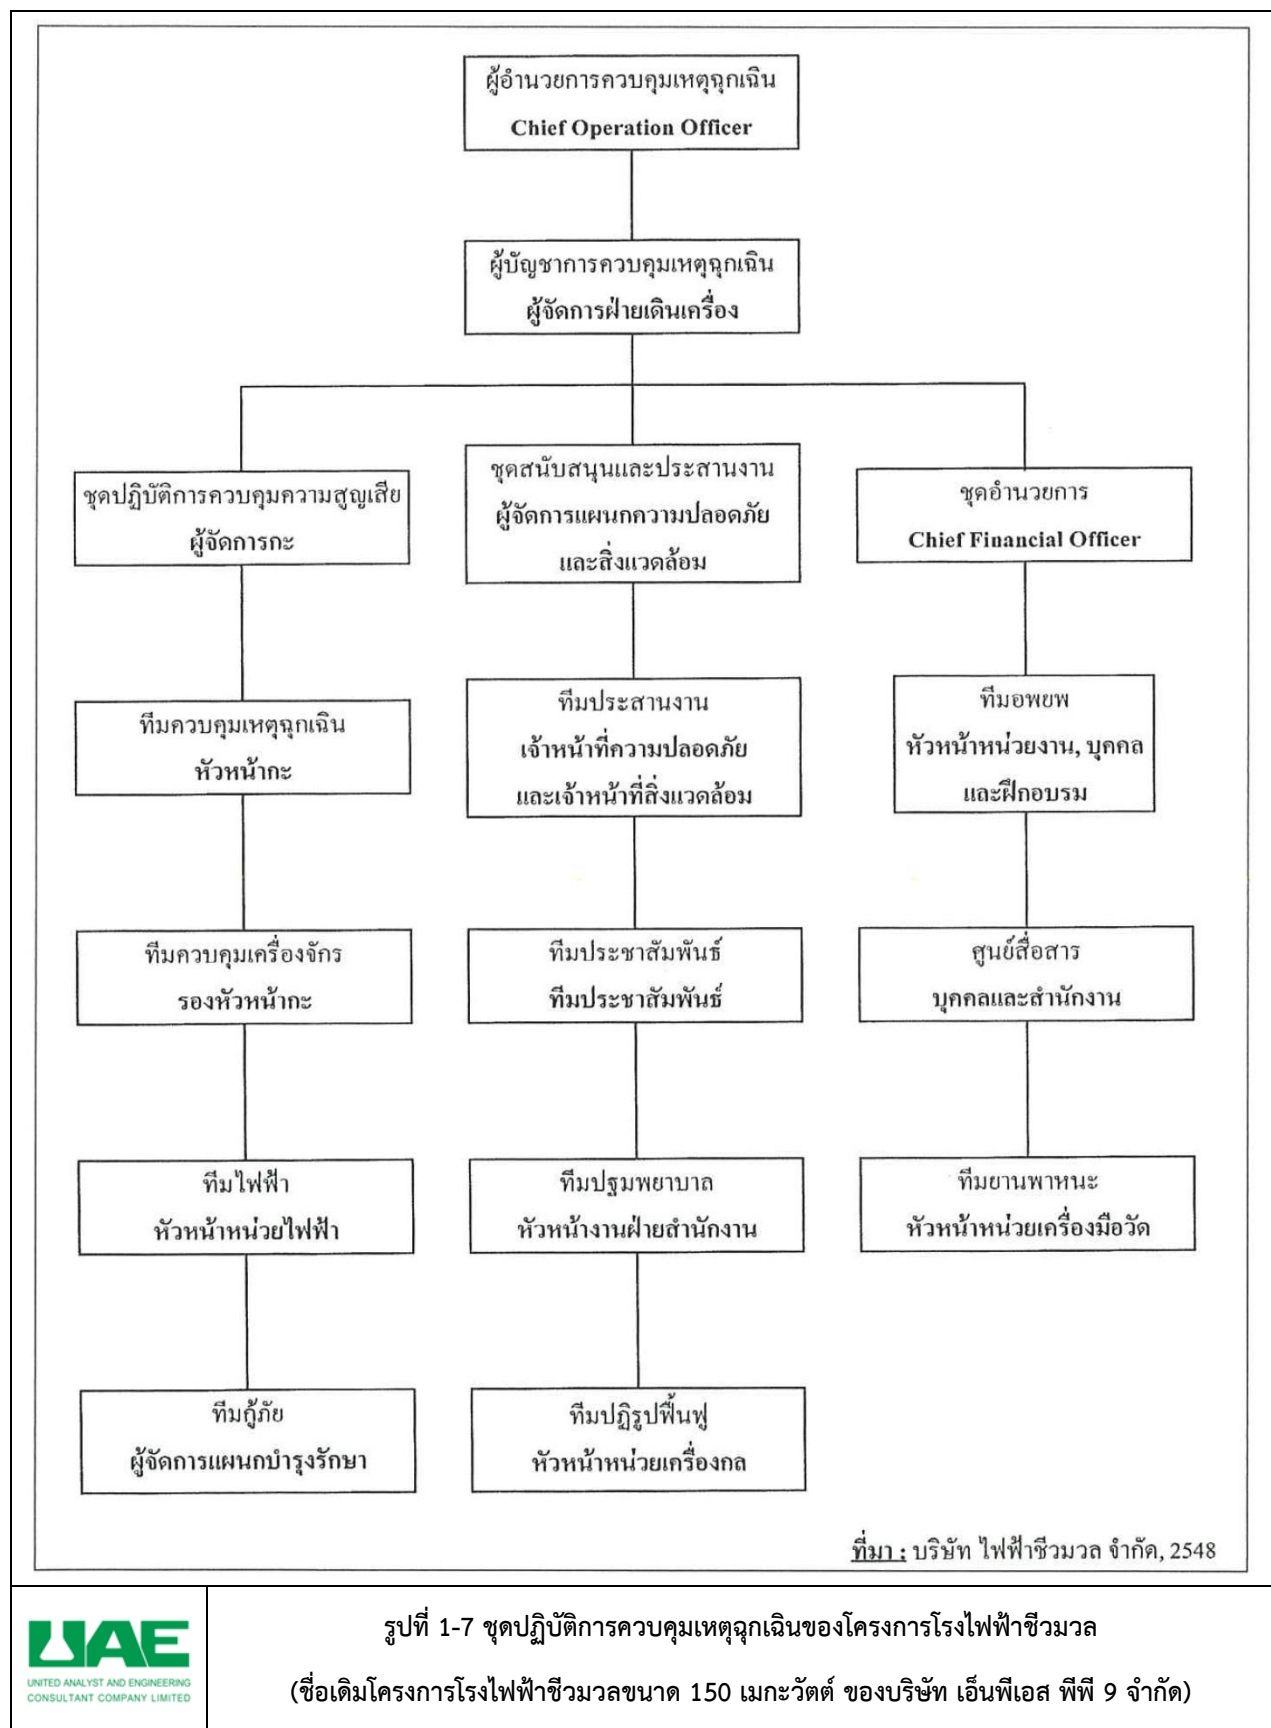 ผู้อำนวยการควบคุมเหตุฉุกเฉิน
Chief Operation Officer
ผู้บัญชาการควบคุมเหตุฉุกเฉิน
ผู้จัดการฝ่ายเดินเครื่อง
ชุดปฏิบัติการควบคุมความสูญเสีย
ผู้จัดการกะ
ชุดสนับสนุนและประสานงาน
ผู้จัดการแผนกความปลอดภัย
และสิ่งแวดล้อม
ชุดอำนวยการ
Chief Financial Officer
ทีมควบคุมเหตุฉุกเฉิน
หัวหน้ากะ
ทีมประสานงาน
เจ้าหน้าที่ความปลอดภัย
และเจ้าหน้าที่สิ่งแวดล้อม
ทีมอพยพ
หัวหน้าหน่วยงาน, บุคคล
และฝึกอบรม
ทีมควบคุมเครื่องจักร
รองหัวหน้ากะ
ทีมประชาสัมพันธ์
ทีมประชาสัมพันธ์
ศูนย์สื่อสาร
บุคคลและสำนักงาน
ทีมไฟฟ้า
หัวหน้าหน่วยไฟฟ้า
ทีมปฐมพยาบาล
หัวหน้างานฝ่ายสำนักงาน
ทีมยานพาหนะ
หัวหน้าหน่วยเครื่องมือวัด
ทีมกู้ภัย
ผู้จัดการแผนกบำรุงรักษา
ทีมปฏิรูปฟื้นฟู
หัวหน้าหน่วยเครื่องกล
ที่มา : บริษัท ไฟฟ้าชีวมวล จำกัด, 2548
UAE
UNITED ANALYST AND ENGINEERING
CONSULTANT COMPANY LIMITED
รูปที่ 1-7 ชุดปฏิบัติการควบคุมเหตุฉุกเฉินของโครงการโรงไฟฟ้าชีวมวล
(ชื่อเดิมโครงการโรงไฟฟ้าชีวมวลขนาด 150 เมกะวัตต์ ของบริษัท เอ็นพีเอส พีพี 9 จำกัด)